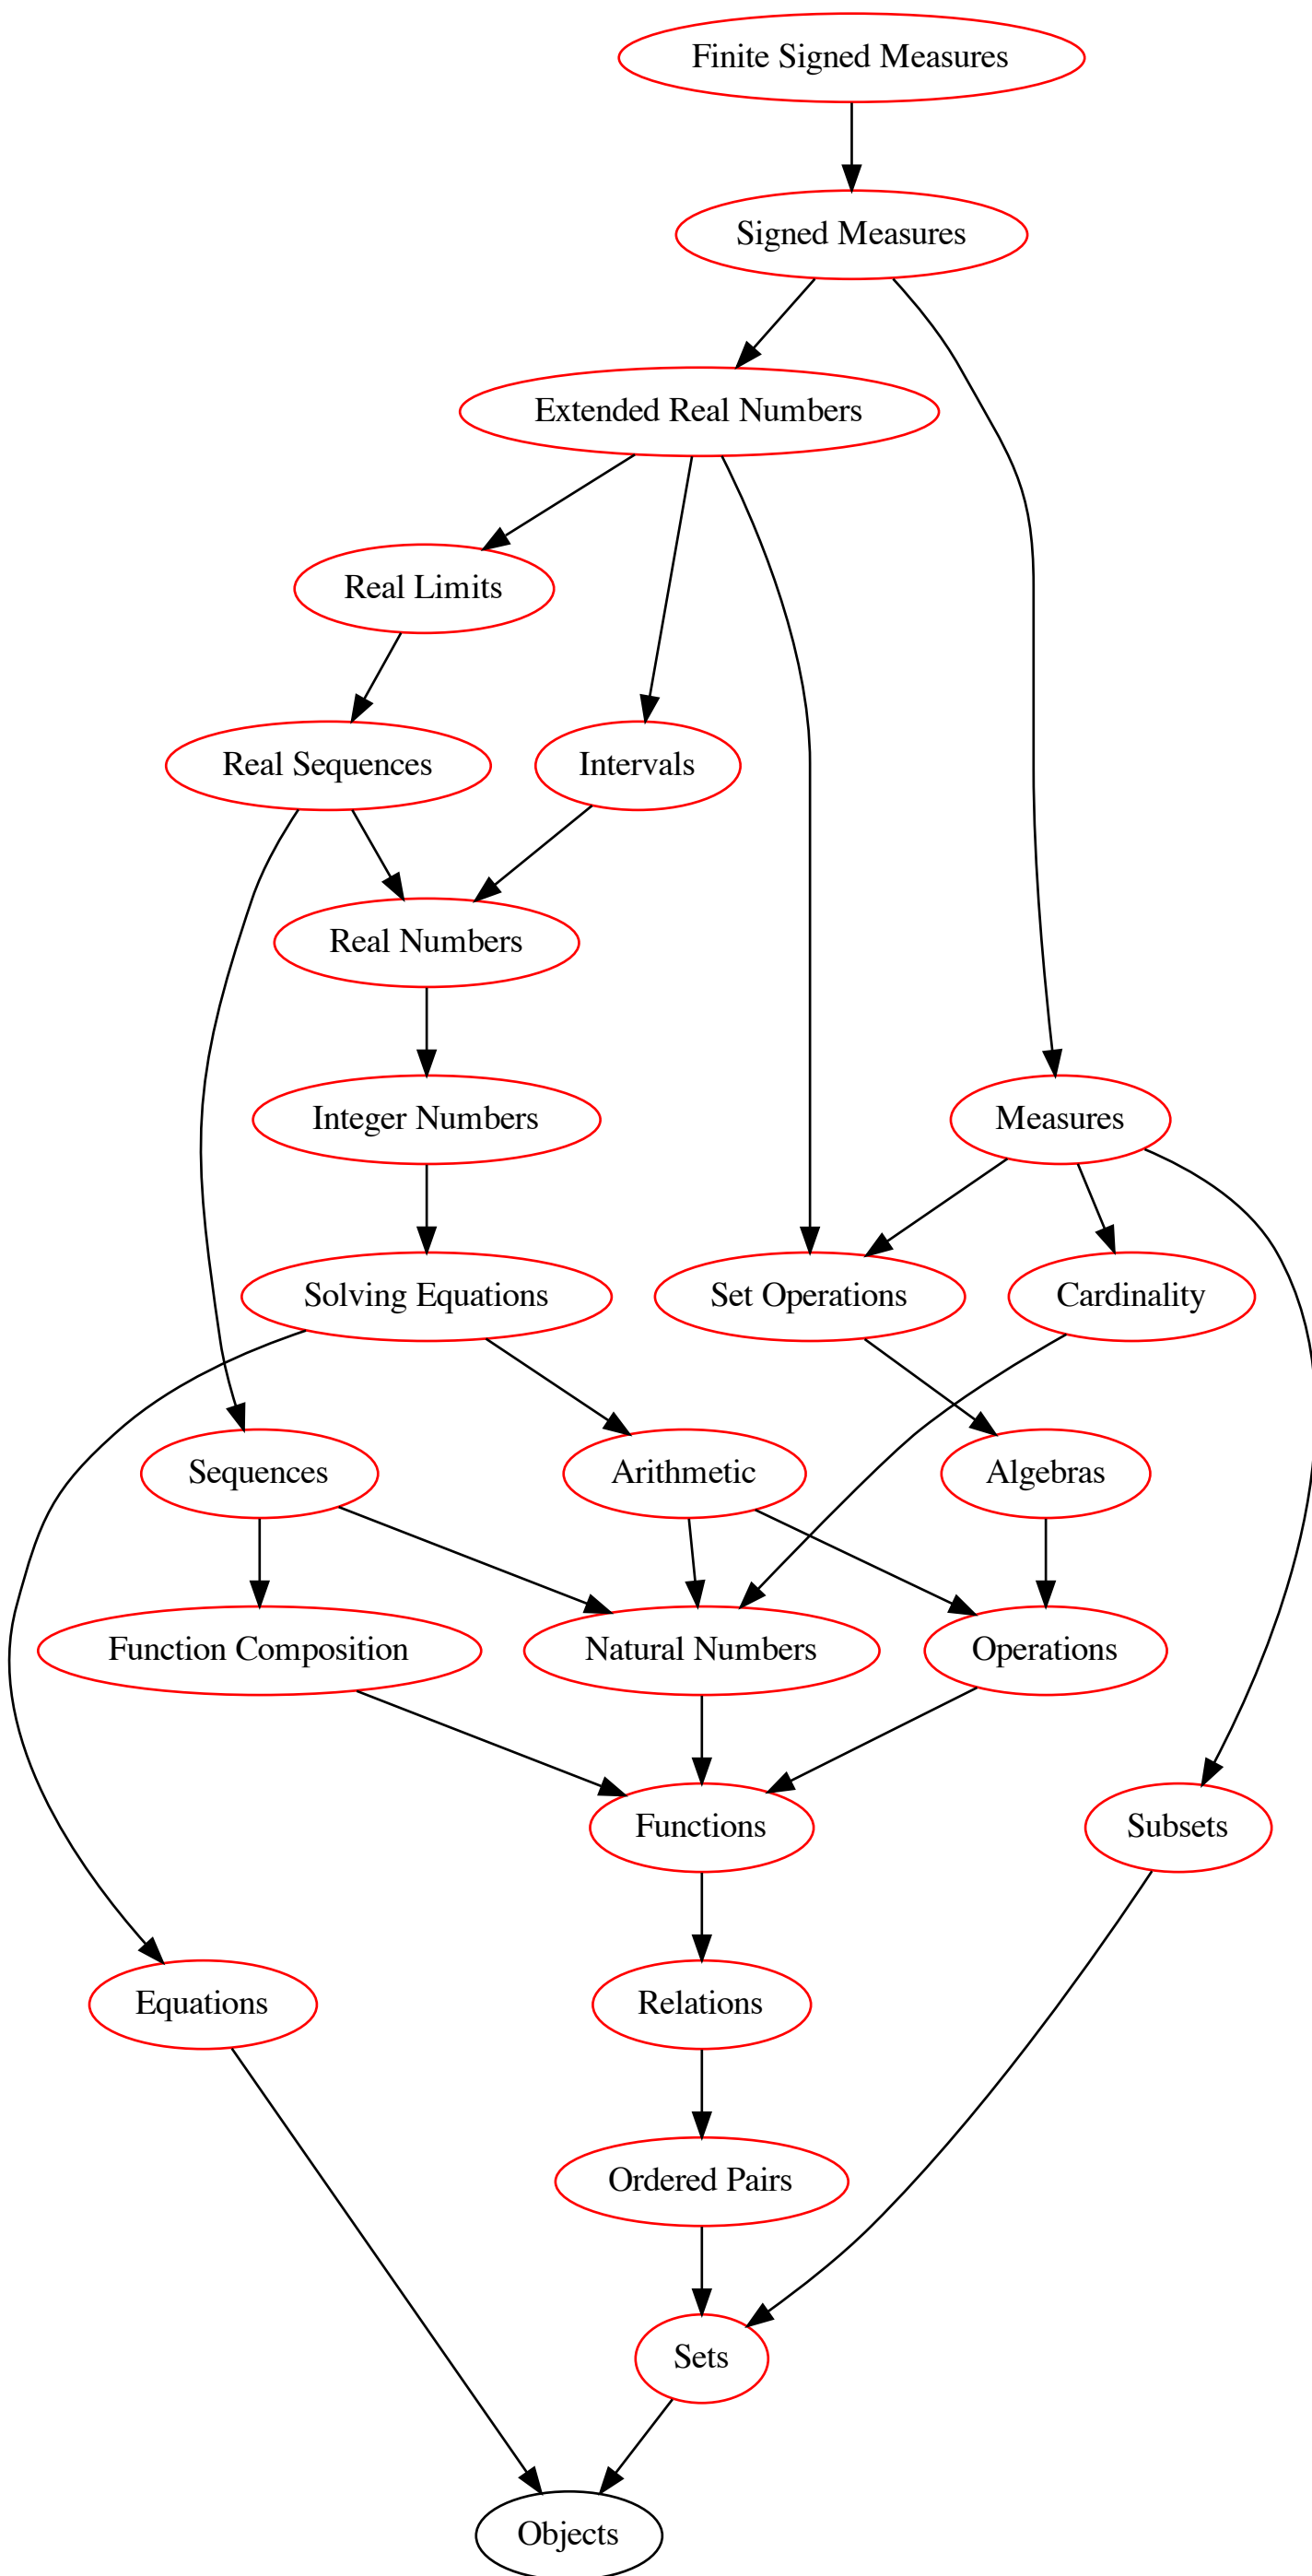 Finite Signed Measures
Signed Measures
Extended Real Numbers
Real Limits
Real Sequences
Intervals
Real Numbers
Integer Numbers
Measures
Solving Equations
Set Operations
Cardinality
Sequences
Arithmetic
Algebras
Function Composition
Natural Numbers
Operations
Functions
Subsets
Equations
Relations
Ordered Pairs
Sets
Objects